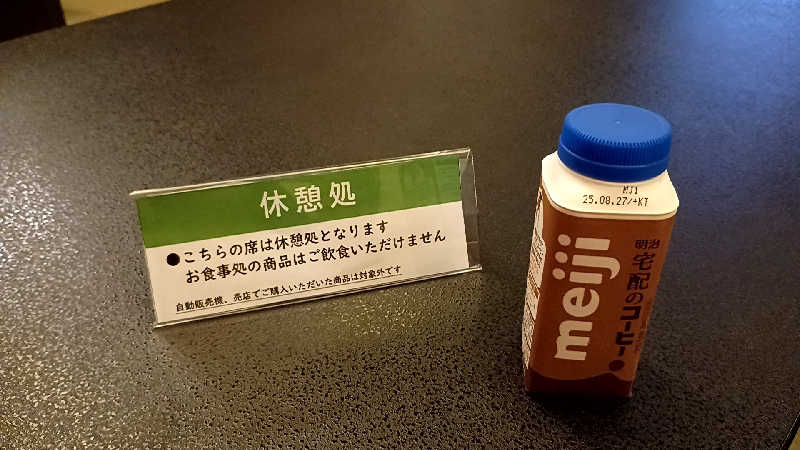 休憩処
●こちらの席は休憩処となります
お食事処の商品はご飲食いただけません
自動販売機、売店でご購入いただいた商品は対象外です
MJ1
25.08.27/+KT
meiji
明治
宅配のコーヒー